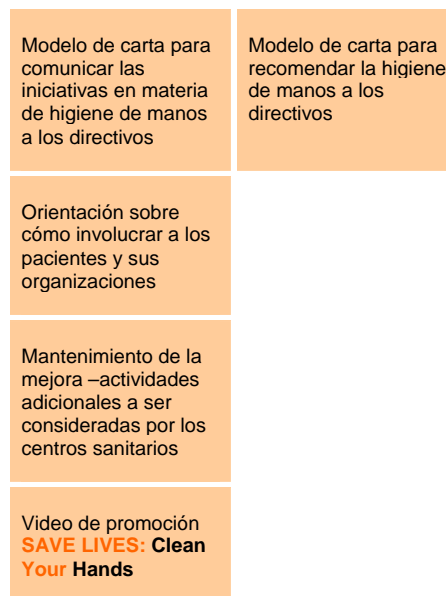 Modelo de carta para
comunicar las
iniciativas en materia
de higiene de manos
a los directivos
Modelo de carta para
recomendar la higiene
de manos a los
directivos
Orientación sobre
cómo involucrar a los
pacientes y sus
organizaciones
Mantenimiento de la
mejora –actividades
adicionales a ser
consideradas por los
centros sanitarios
Video de promoción
SAVE LIVES: Clean
Your Hands